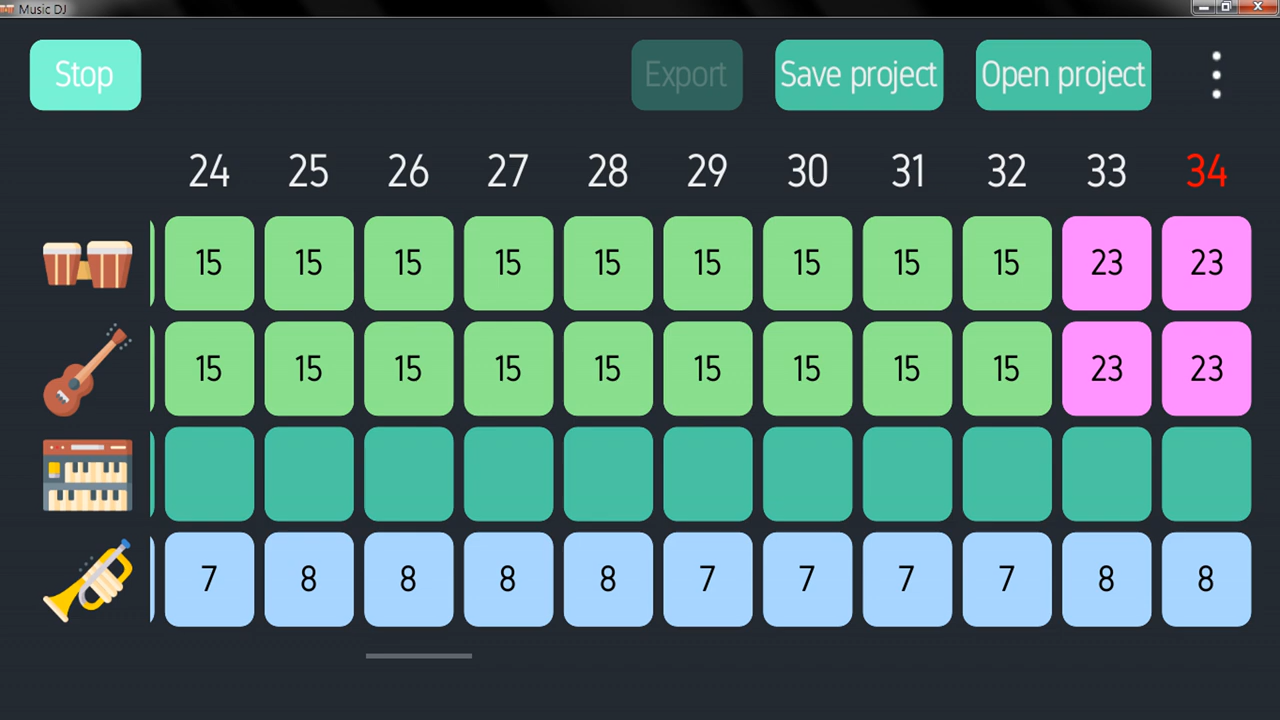 Music DJ
Stop
Export
Save project
Open project
24 25 26 27 28 29 30 31 32 33 34
15 15 15 15 15 15 15 15 15 23 23
15 15 15 15 15 15 15 15 15 23 23
7 8 8 8 8 7 7 7 7 8 8